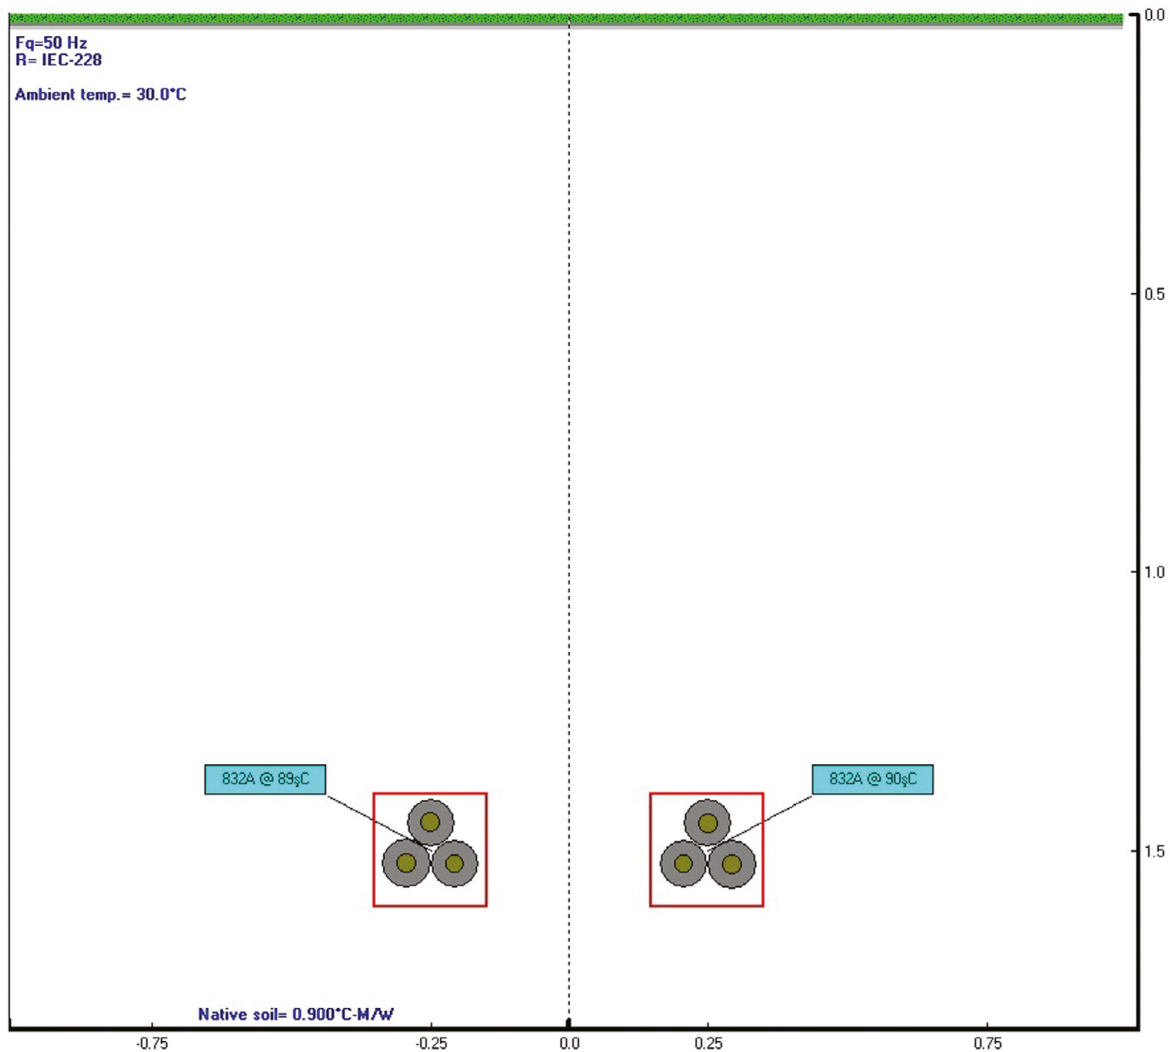 0.0
Fq=50 Hz
R= IEC-228
Ambient temp.= 30.0°C
0.5
1.0
832A @ 89şC
832A @ 90şC
1.5
Native soil= 0.900°C-M/W
-0.75
-0.25
0.0
0.25
0.75